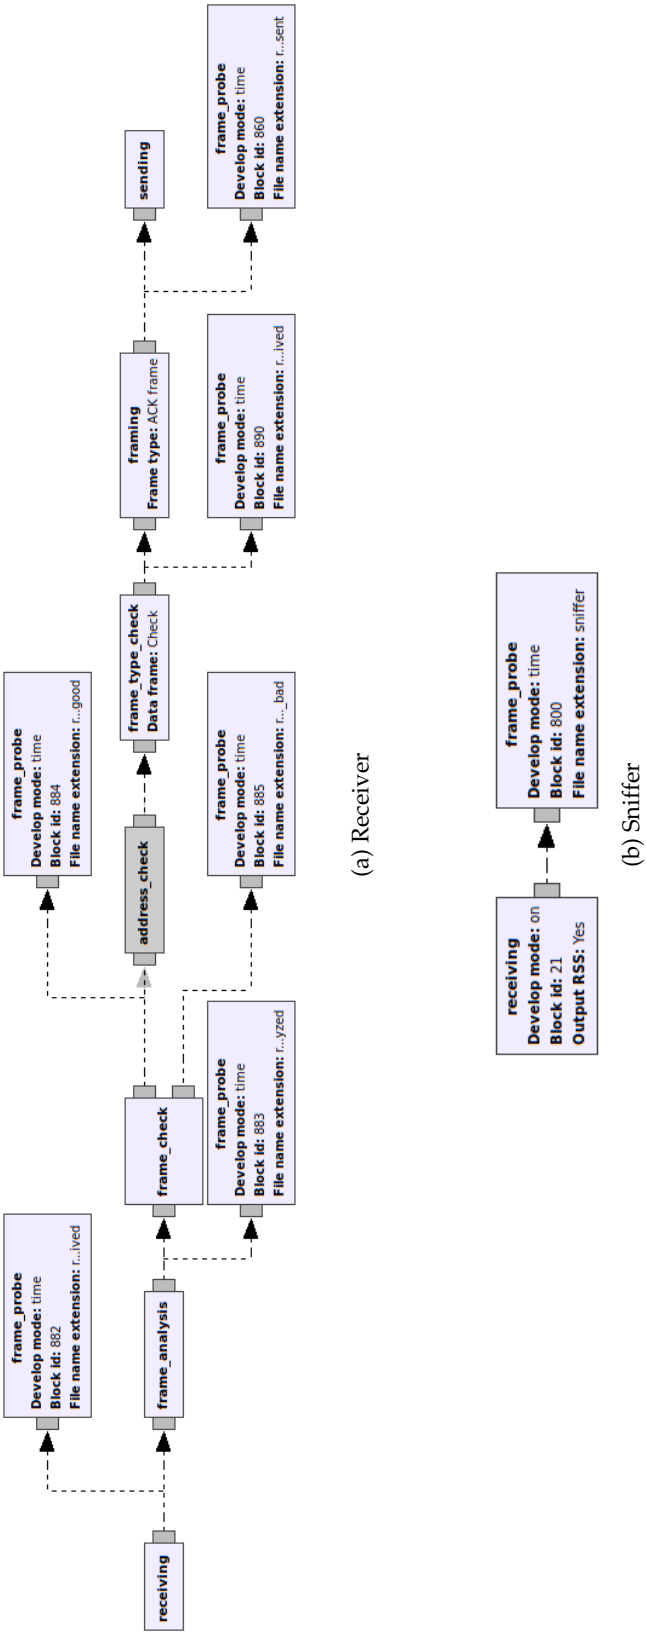 receiving
frame_probe
Develop mode: time
Block id: 882
File name extension: r...ived
frame_analysis
frame_probe
Develop mode: time
Block id: 883
File name extension: r...yzed
frame_check
frame_probe
Develop mode: time
Block id: 884
File name extension: r...good
address_check
frame_probe
Develop mode: time
Block id: 885
File name extension: r..._bad
frame_type_check
Data frame: Check
frame_probe
Develop mode: time
Block id: 890
File name extension: r...ived
framing
Frame type: ACK frame
sending
frame_probe
Develop mode: time
Block id: 860
File name extension: r...sent
(a) Receiver
receiving
Develop mode: on
Block id: 21
Output RSS: Yes
frame_probe
Develop mode: time
Block id: 800
File name extension: sniffer
(b) Sniffer